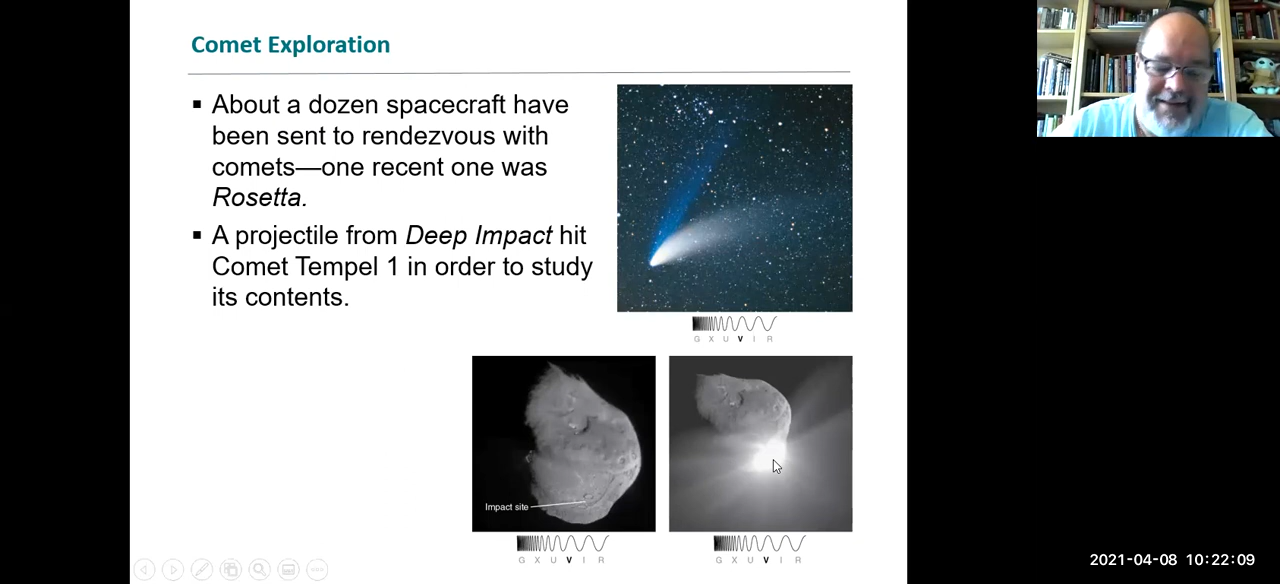 Comet Exploration
▪ About a dozen spacecraft have
been sent to rendezvous with
comets—one recent one was
Rosetta.
▪ A projectile from Deep Impact hit
Comet Tempel 1 in order to study
its contents.
G X U V I R
Impact site
G X U V I R
G X U V I R
2021-04-08 10:22:09